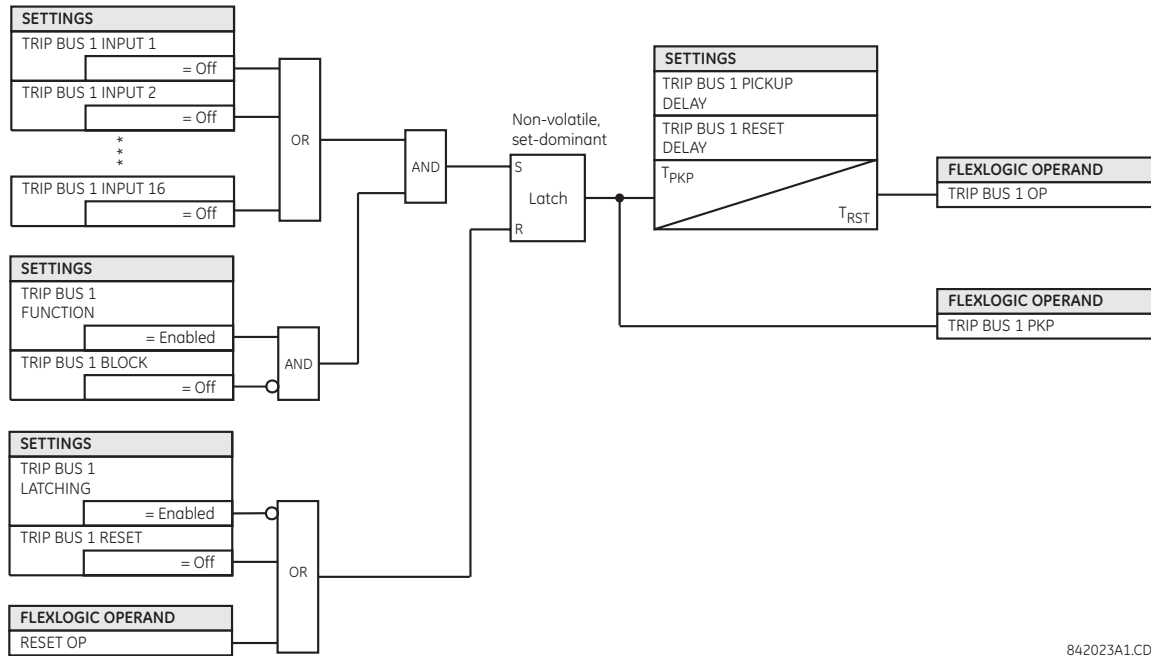 SETTINGS
TRIP BUS 1 INPUT 1
= Off
TRIP BUS 1 INPUT 2
= Off
* * *
TRIP BUS 1 INPUT 16
= Off
OR
SETTINGS
TRIP BUS 1
FUNCTION
= Enabled
TRIP BUS 1 BLOCK
= Off
AND
AND
SETTINGS
TRIP BUS 1
LATCHING
= Enabled
TRIP BUS 1 RESET
= Off
FLEXLOGIC OPERAND
RESET OP
OR
Non-volatile,
set-dominant
S
Latch
R
SETTINGS
TRIP BUS 1 PICKUP
DELAY
TRIP BUS 1 RESET
DELAY
TPKP
TRST
FLEXLOGIC OPERAND
TRIP BUS 1 OP
FLEXLOGIC OPERAND
TRIP BUS 1 PKP
842023A1.CD